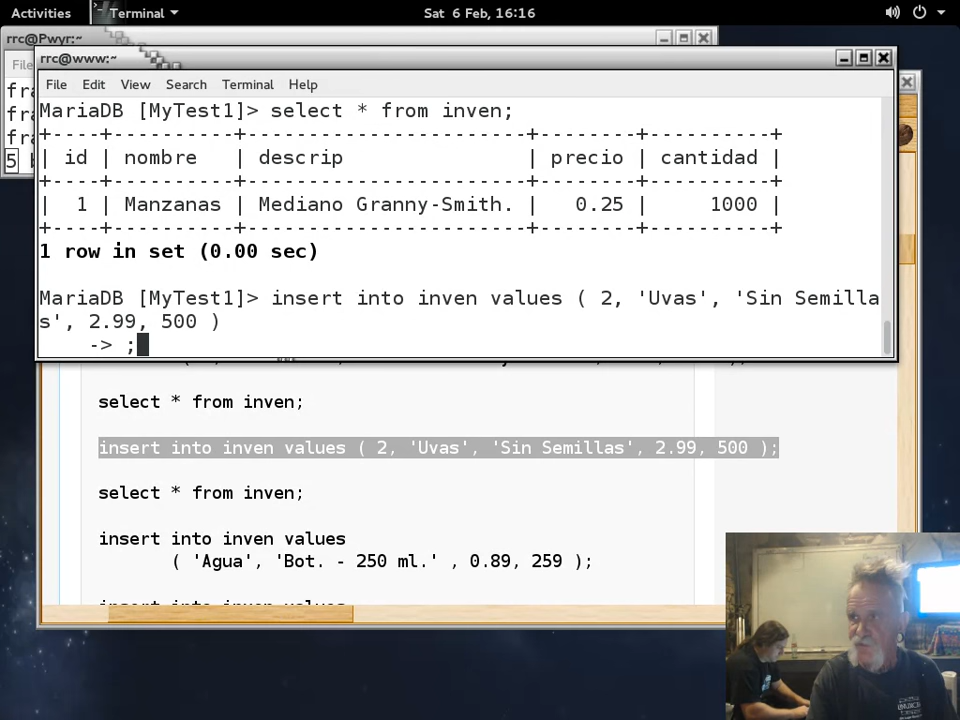 Activities
Terminal
Sat 6 Feb, 16:16
rrc@Pwyr:~
rrc@www:~
File Edit View Search Terminal Help
MariaDB [MyTest1]> select * from inven;
+----+----------+------------------------+--------+----------+
| id | nombre   | descrip                | precio | cantidad |
+----+----------+------------------------+--------+----------+
|  1 | Manzanas | Mediano Granny-Smith. |   0.25 |     1000 |
+----+----------+------------------------+--------+----------+
1 row in set (0.00 sec)
MariaDB [MyTest1]> insert into inven values ( 2, 'Uvas', 'Sin Semilla
s', 2.99, 500 )
    -> ;
select * from inven;
insert into inven values ( 2, 'Uvas', 'Sin Semillas', 2.99, 500 );
select * from inven;
insert into inven values
( 'Agua', 'Bot. - 250 ml.' , 0.89, 259 );